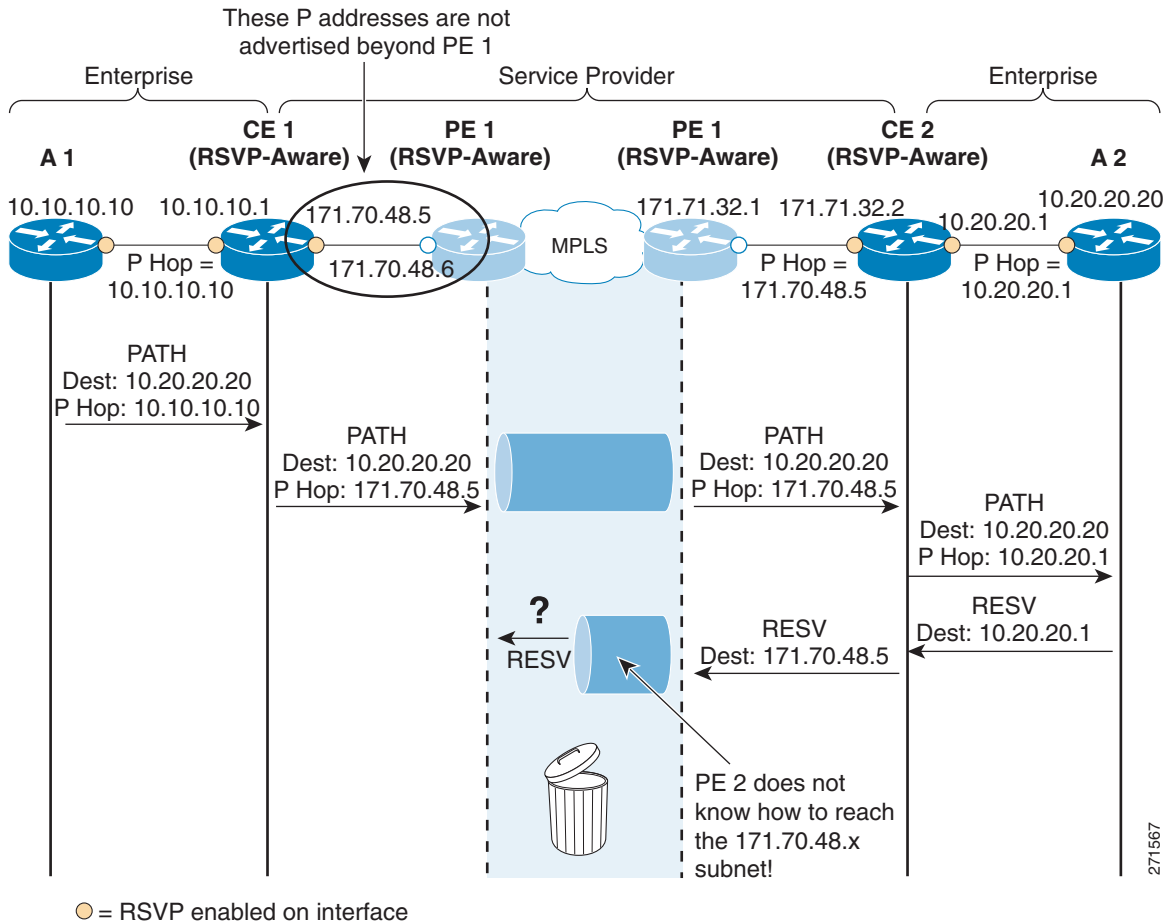 These P addresses are not
advertised beyond PE 1
Enterprise
Service Provider
Enterprise
A 1
CE 1
(RSVP-Aware)
PE 1
(RSVP-Aware)
PE 1
(RSVP-Aware)
CE 2
(RSVP-Aware)
A 2
10.10.10.10
10.10.10.1
171.70.48.5
171.70.48.6
MPLS
171.71.32.1
171.71.32.2
10.20.20.1
10.20.20.20
P Hop =
10.10.10.10
P Hop =
171.70.48.5
P Hop =
10.20.20.1
PATH
Dest: 10.20.20.20
P Hop: 10.10.10.10
PATH
Dest: 10.20.20.20
P Hop: 171.70.48.5
PATH
Dest: 10.20.20.20
P Hop: 171.70.48.5
PATH
Dest: 10.20.20.20
P Hop: 10.20.20.1
RESV
Dest: 10.20.20.1
RESV
Dest: 171.70.48.5
?
RESV
PE 2 does not
know how to reach
the 171.70.48.x
subnet!
271567
= RSVP enabled on interface